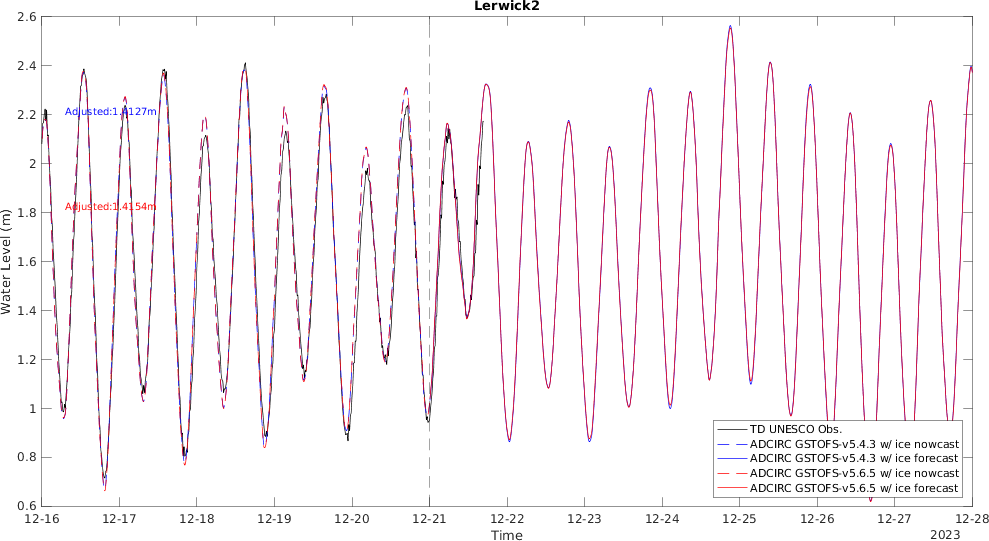 Lerwick2
2.6
2.4
2.2
2
1.8
1.6
1.4
1.2
1
0.8
0.6
Water Level (m)
Adjusted:1.4154m
TD UNESCO Obs.
ADCIRC GSTOFS-v5.4.3 w/ ice nowcast
ADCIRC GSTOFS-v5.4.3 w/ ice forecast
ADCIRC GSTOFS-v5.6.5 w/ ice nowcast
ADCIRC GSTOFS-v5.6.5 w/ ice forecast
12-16 12-17 12-18 12-19 12-20 12-21 12-22 12-23 12-24 12-25 12-26 12-27 12-28
Time
2023